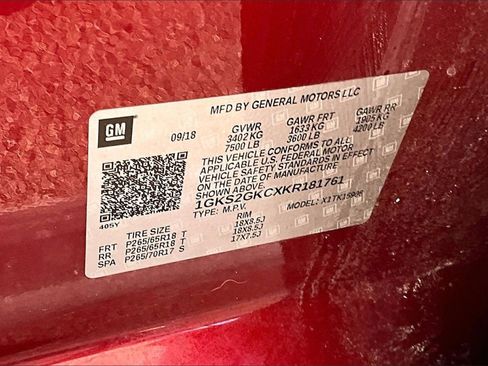 MFD BY GENERAL MOTORS LLC
GM
09/18 GVWR GAWR FRT GAWR RR
3402 KG 1633 KG 1905 KG
7500 LB 3600 LB 4200 LB
THIS VEHICLE CONFORMS TO ALL
APPLICABLE U.S. FEDERAL MOTOR
VEHICLE SAFETY STANDARDS IN EFFECT
ON THE DATE OF MANUFACTURE
SHOWN ABOVE.
1GKS2GKCXKR181761
TYPE: M.P.V. MODEL:
405Y
TIRE SIZE RIM
FRT P265/65R18 T 18X8.5J
RR P265/65R18 T 18X8.5J
SPA P265/70R17 S 17X7.5J